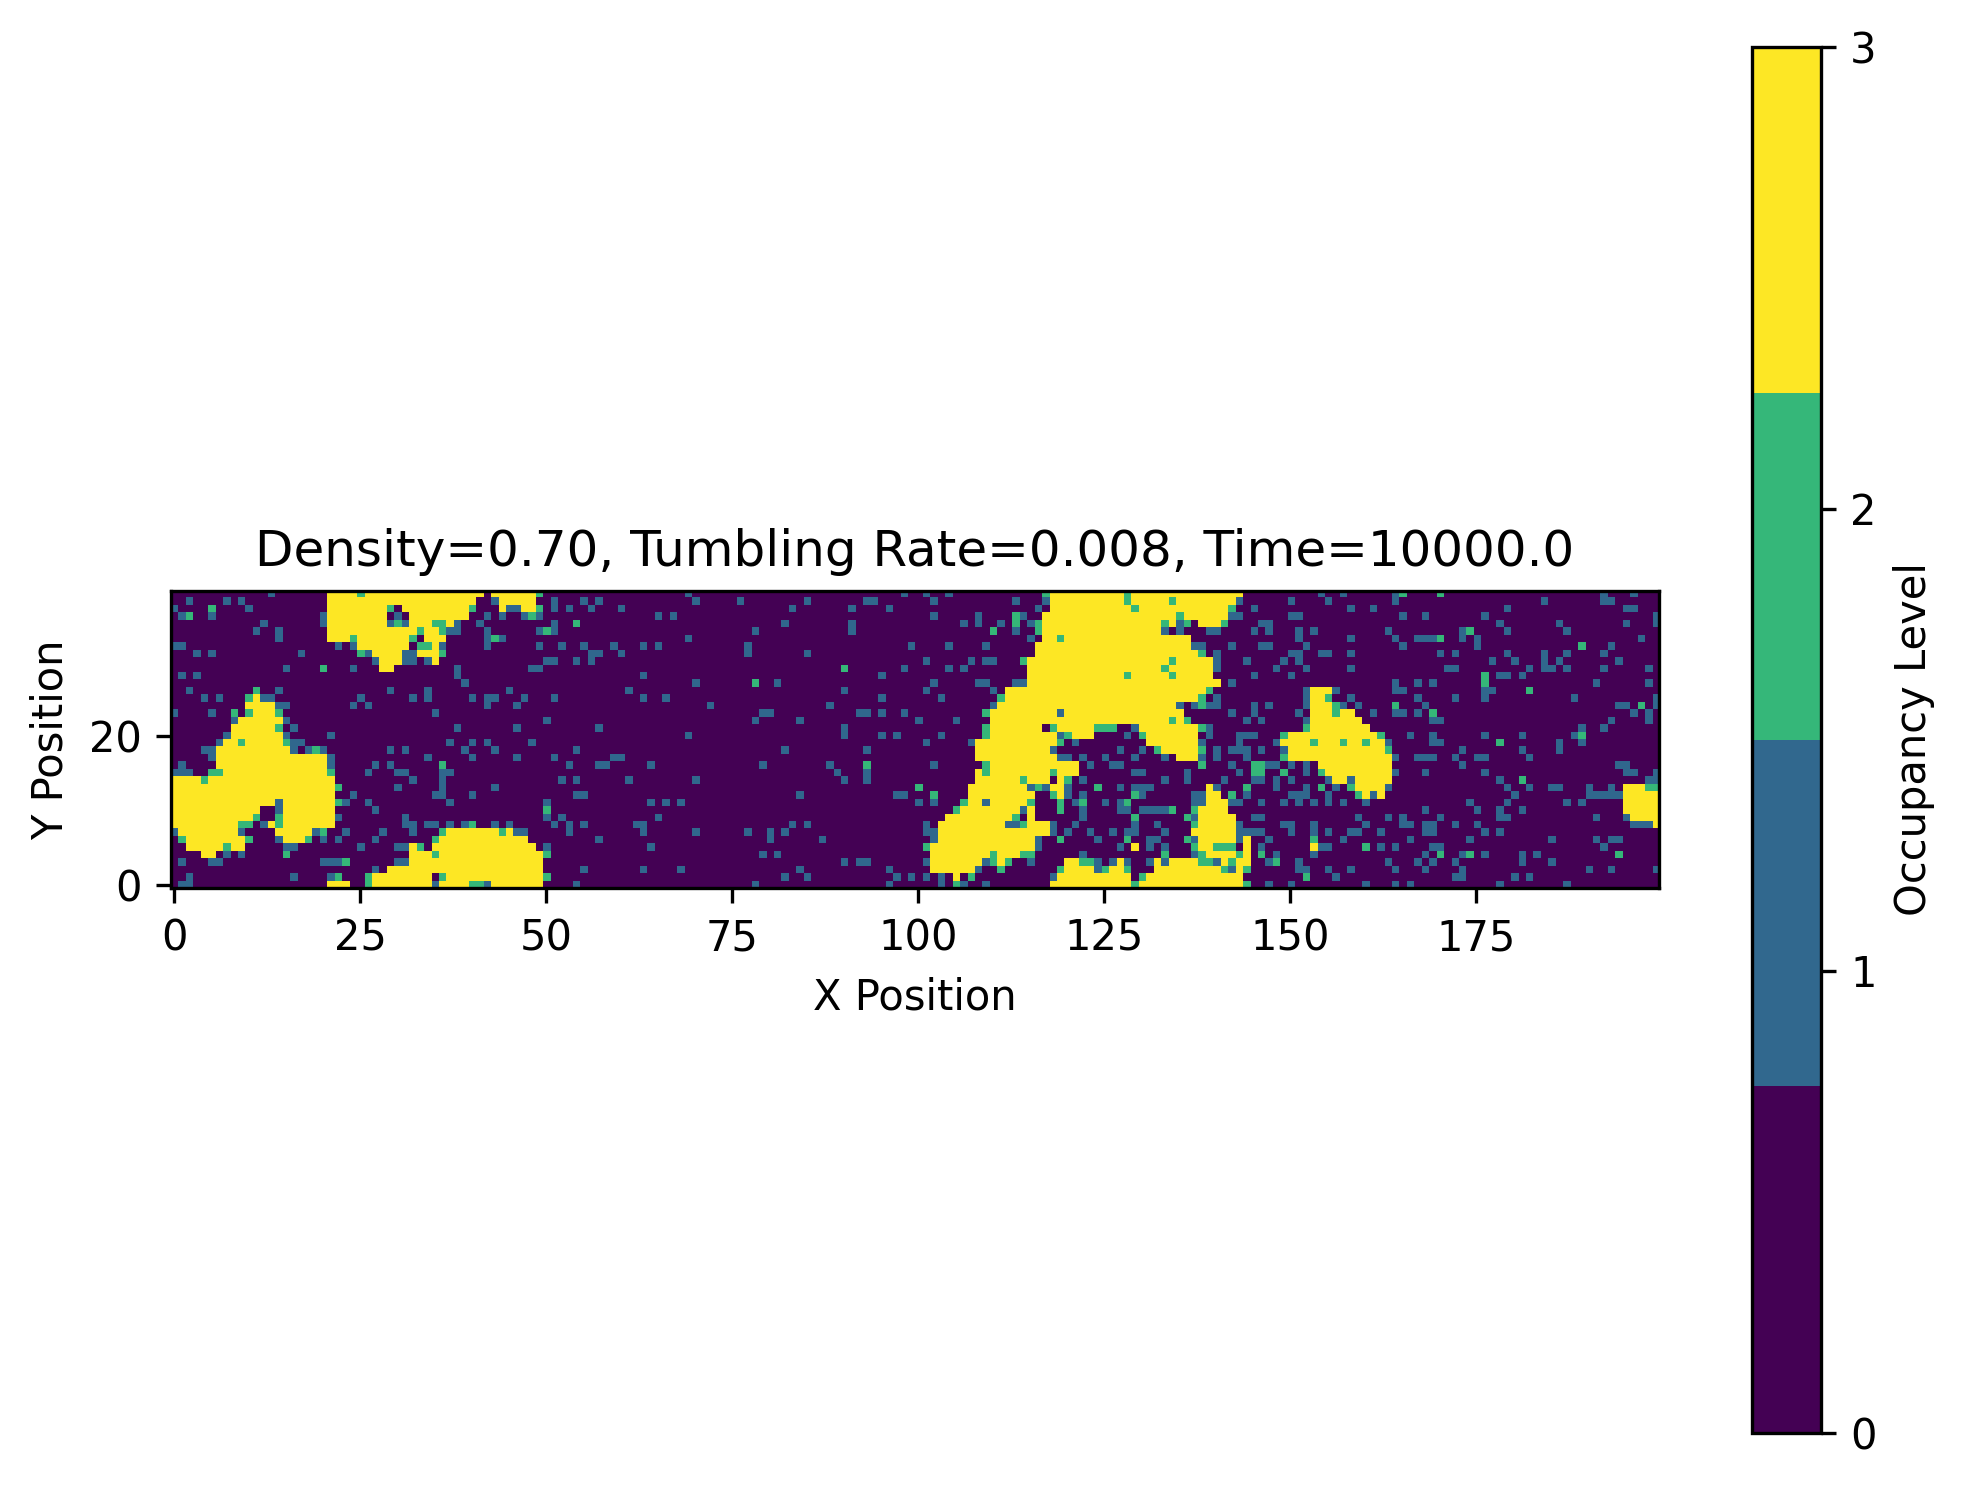 Density=0.70, Tumbling Rate=0.008, Time=10000.0
Y Position
20
0
0 25 50 75 100 125 150 175
X Position
3
2
1
0
Occupancy Level